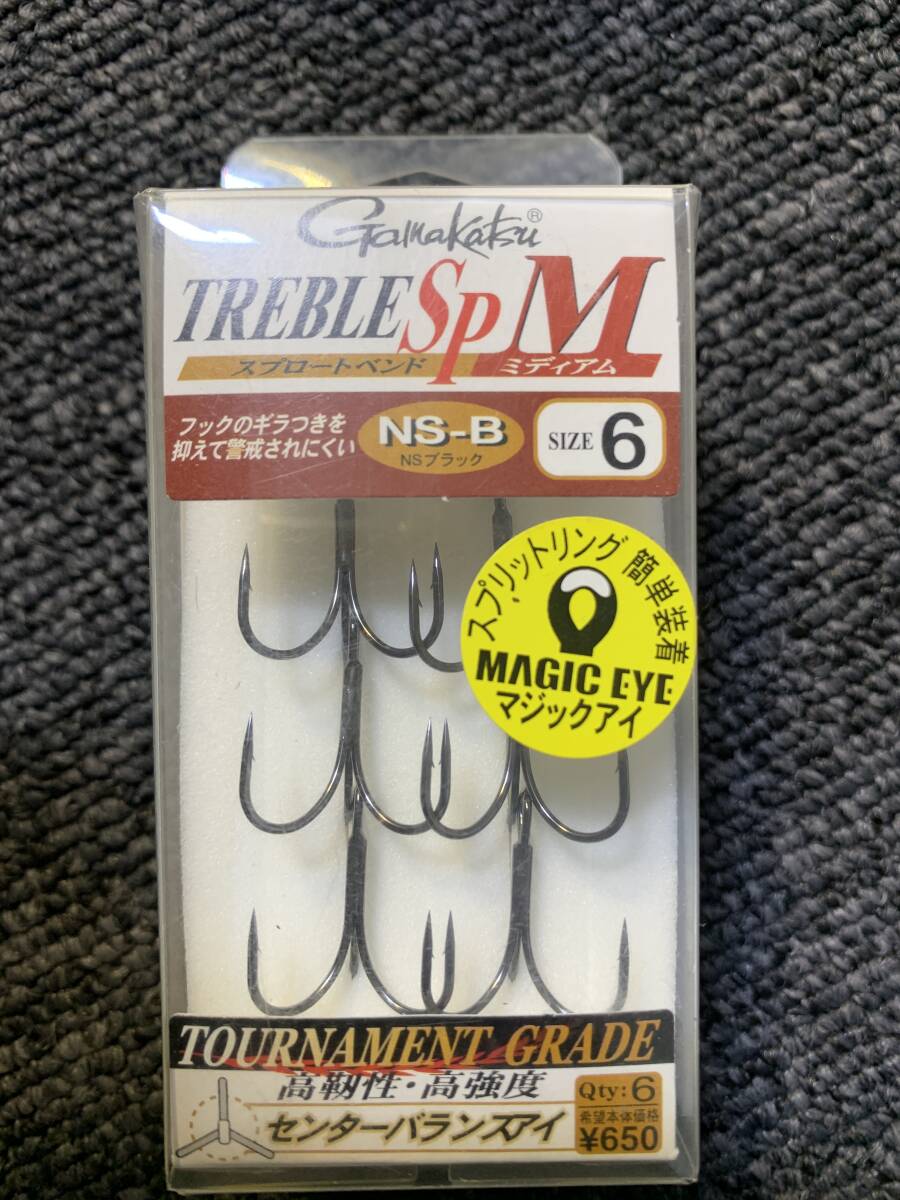 Gamakatsu®
TREBLE SP M
スプロートベンド ミディアム
フックのギラつきを
抑えて警戒されにくい
NS-B
NSブラック
SIZE 6
スプリットリング 簡単装着
MAGIC EYE
マジックアイ
TOURNAMENT GRADE
高靱性・高強度
センターバランスアイ
Qty: 6
希望本体価格
¥650